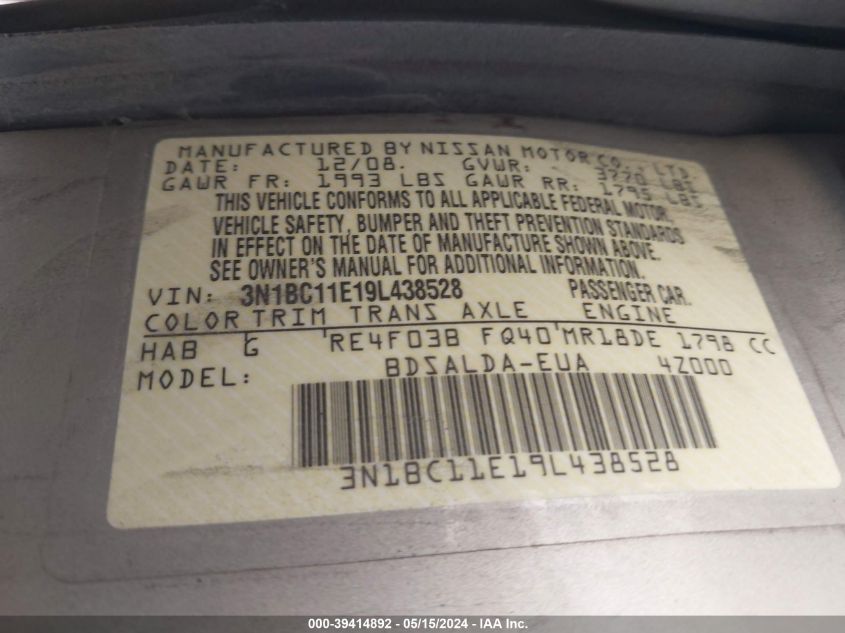 MANUFACTURED BY NISSAN MOTOR CO., LTD.
DATE: 12/08. GVWR: 3770 LBS
GAWR FR: 1993 LBS GAWR RR: 1795 LBS
THIS VEHICLE CONFORMS TO ALL APPLICABLE FEDERAL MOTOR
VEHICLE SAFETY, BUMPER AND THEFT PREVENTION STANDARDS
IN EFFECT ON THE DATE OF MANUFACTURE SHOWN ABOVE.
SEE OWNER'S MANUAL FOR ADDITIONAL INFORMATION.
VIN: 3N1BC11E19L438528 PASSENGER CAR.
COLOR TRIM TRANS AXLE ENGINE
HAB G RE4F03B FQ40 MR18DE 1798 CC
MODEL: BDSALDA-EUA 4Z000
3N1BC11E19L438528
000-39414892 - 05/15/2024 - IAA Inc.